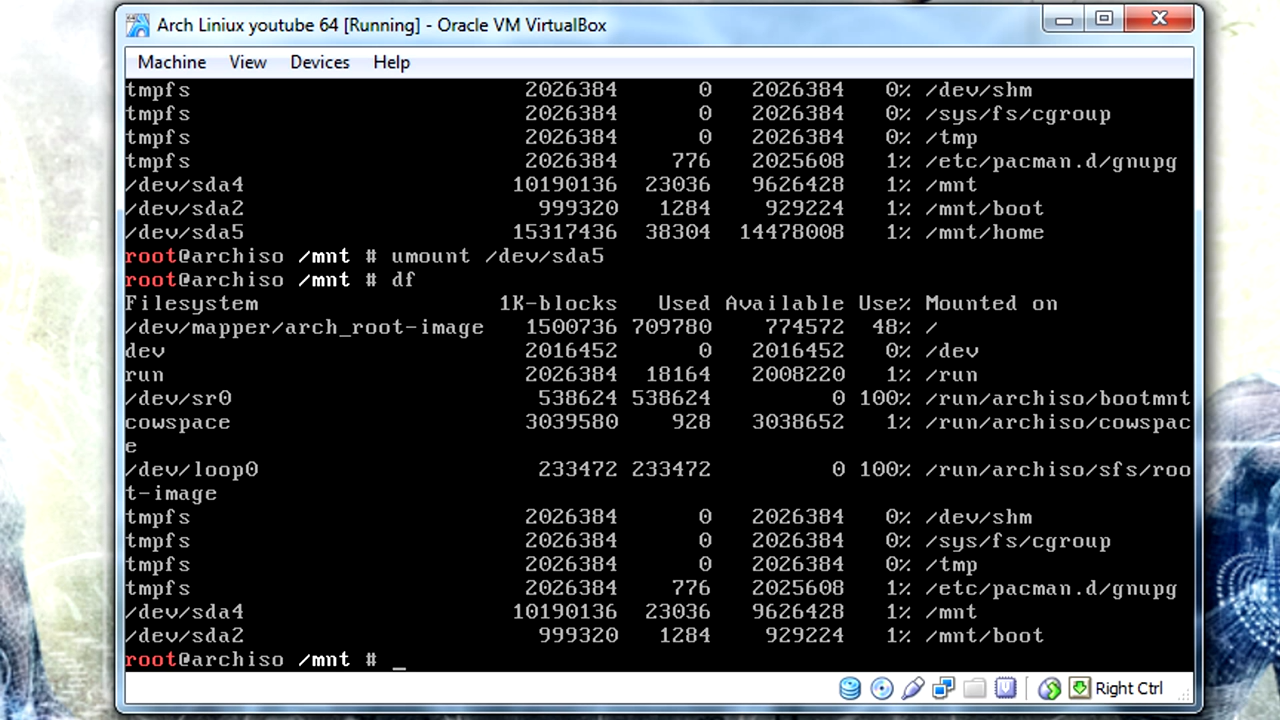 Arch Liniux youtube 64 [Running] - Oracle VM VirtualBox
Machine View Devices Help
tmpfs 2026384 0 2026384 0% /dev/shm
tmpfs 2026384 0 2026384 0% /sys/fs/cgroup
tmpfs 2026384 0 2026384 0% /tmp
tmpfs 2026384 776 2025608 1% /etc/pacman.d/gnupg
/dev/sda4 10190136 23036 9626428 1% /mnt
/dev/sda2 999320 1284 929224 1% /mnt/boot
/dev/sda5 15317436 38304 14478008 1% /mnt/home
root@archiso /mnt # umount /dev/sda5
root@archiso /mnt # df
Filesystem 1K-blocks Used Available Use% Mounted on
/dev/mapper/arch_root-image 1500736 709780 774572 48% /
dev 2016452 0 2016452 0% /dev
run 2026384 18164 2008220 1% /run
/dev/sr0 538624 538624 0 100% /run/archiso/bootmnt
cowspace 3039580 928 3038652 1% /run/archiso/cowspac
e
/dev/loop0 233472 233472 0 100% /run/archiso/sfs/roo
t-image
tmpfs 2026384 0 2026384 0% /dev/shm
tmpfs 2026384 0 2026384 0% /sys/fs/cgroup
tmpfs 2026384 0 2026384 0% /tmp
tmpfs 2026384 776 2025608 1% /etc/pacman.d/gnupg
/dev/sda4 10190136 23036 9626428 1% /mnt
/dev/sda2 999320 1284 929224 1% /mnt/boot
root@archiso /mnt # _
Right Ctrl